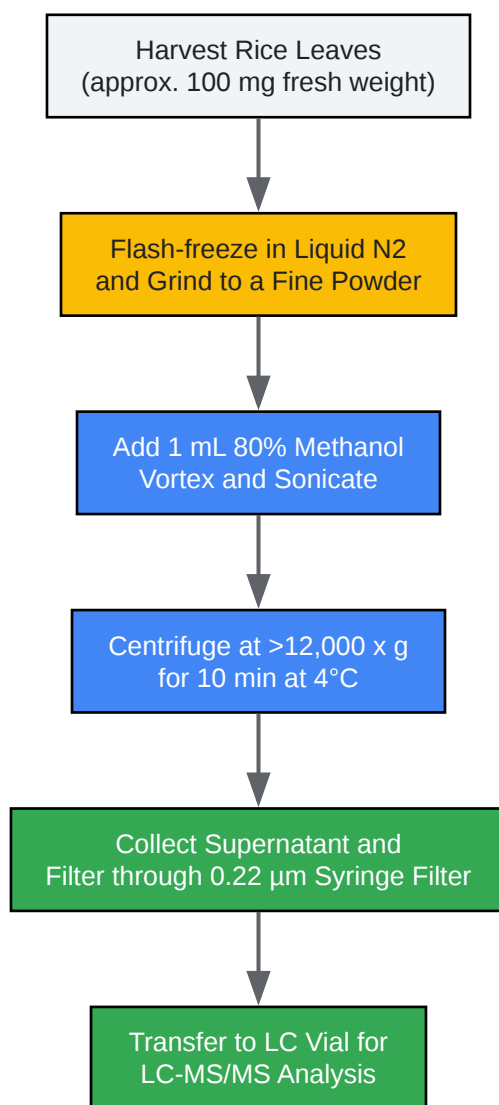 Harvest Rice Leaves
(approx. 100 mg fresh weight)
Flash-freeze in Liquid N2
and Grind to a Fine Powder
Add 1 mL 80% Methanol
Vortex and Sonicate
Centrifuge at >12,000 x g
for 10 min at 4°C
Collect Supernatant and
Filter through 0.22 µm Syringe Filter
Transfer to LC Vial for
LC-MS/MS Analysis